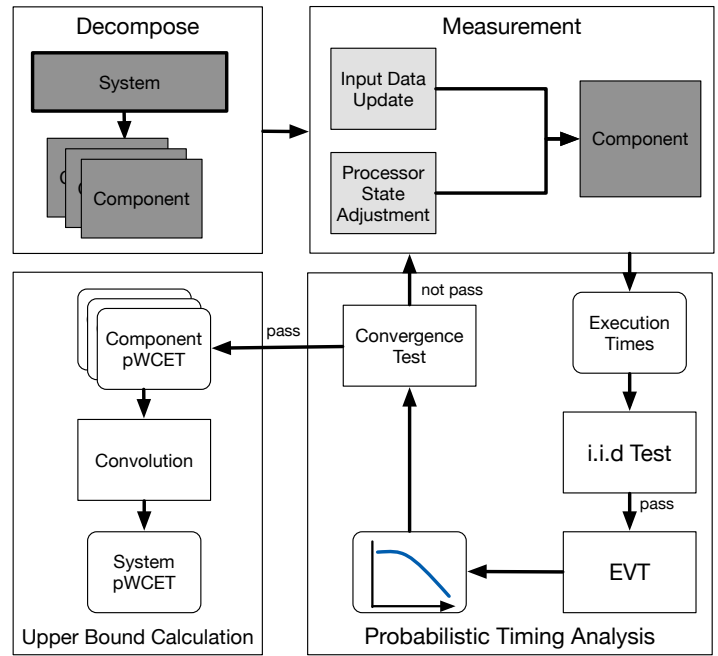 Decompose
System
Component
Measurement
Input Data
Update
Processor
State
Adjustment
Component
Component
pWCET
Convolution
System
pWCET
Upper Bound Calculation
pass
not pass
Convergence
Test
Execution
Times
i.i.d Test
pass
EVT
Probabilistic Timing Analysis